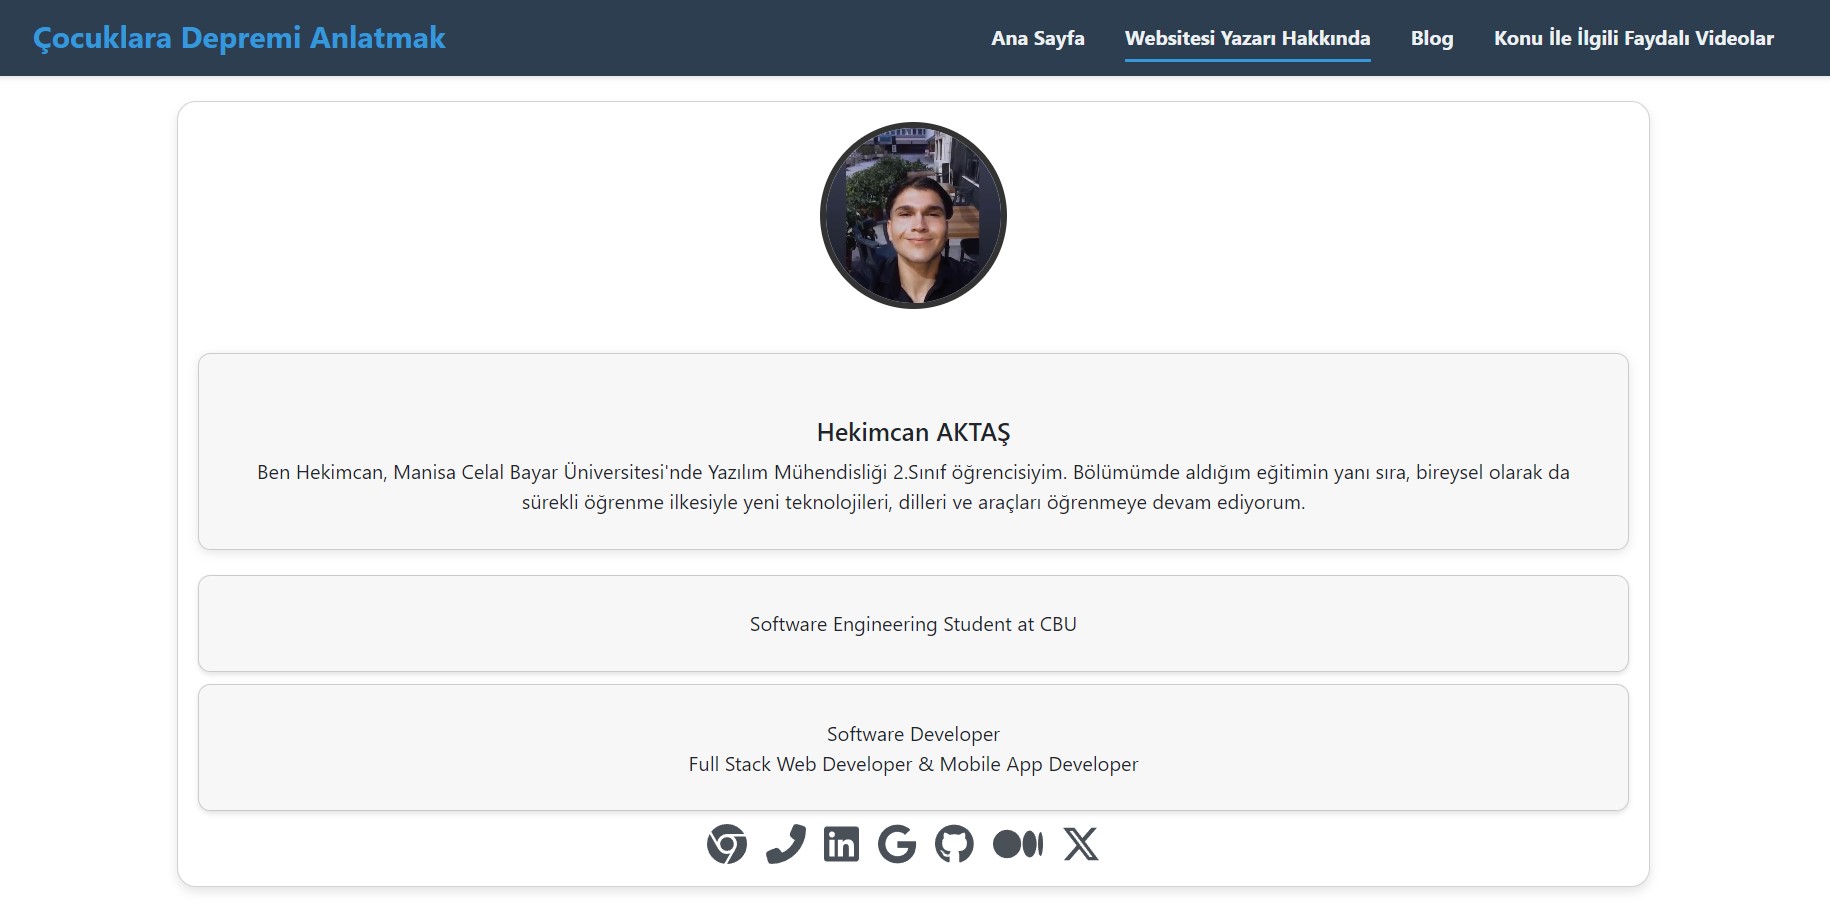 Çocuklara Depremi Anlatmak
Ana Sayfa
Websitesi Yazarı Hakkında
Blog
Konu İle İlgili Faydalı Videolar
Hekimcan AKTAŞ
Ben Hekimcan, Manisa Celal Bayar Üniversitesi'nde Yazılım Mühendisliği 2.Sınıf öğrencisiyim. Bölümümde aldığım eğitimin yanı sıra, bireysel olarak da
sürekli öğrenme ilkesiyle yeni teknolojileri, dilleri ve araçları öğrenmeye devam ediyorum.
Software Engineering Student at CBU
Software Developer
Full Stack Web Developer & Mobile App Developer